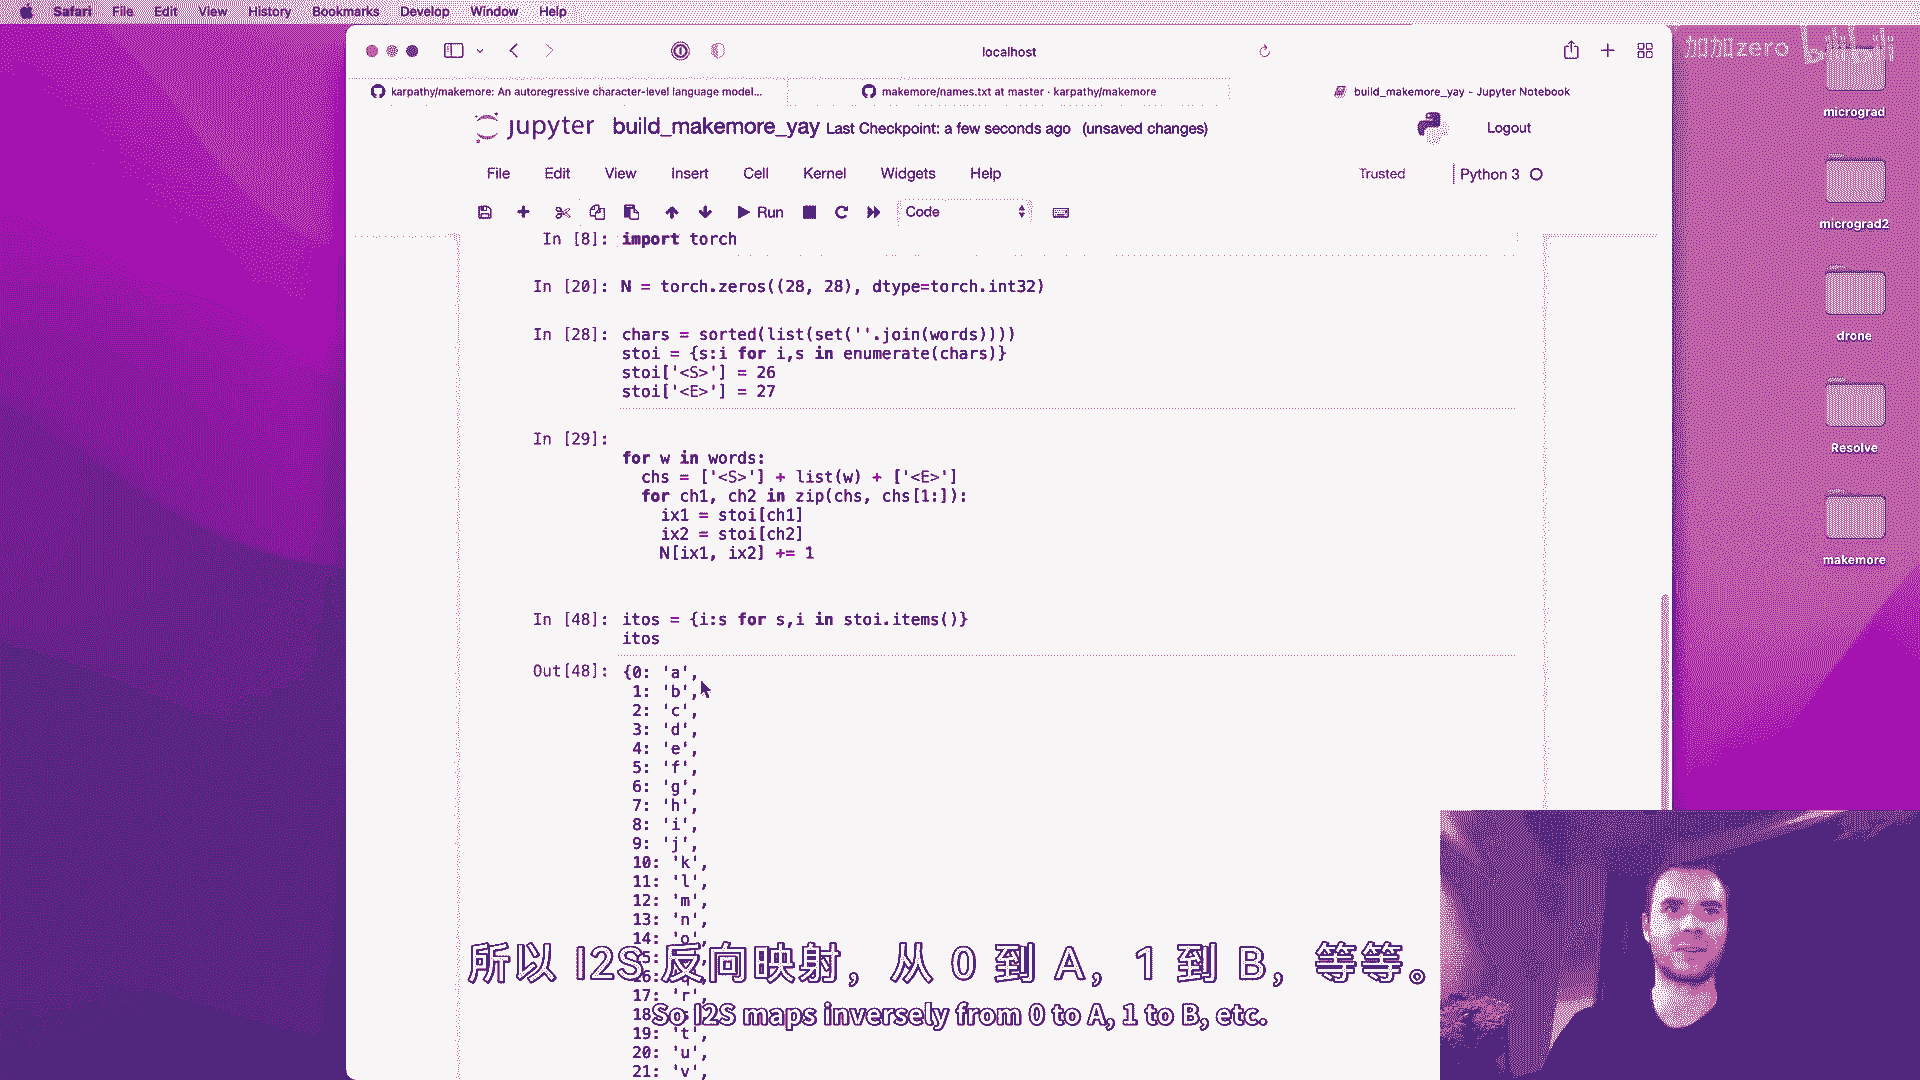 Safari File Edit View History Bookmarks Develop Window Help
localhost
加加zero bilibili
karpathy/makemore: An autoregressive character-level language model...
makemore/names.txt at master · karpathy/makemore
build_makemore_yay - Jupyter Notebook
jupyter build_makemore_yay Last Checkpoint: a few seconds ago (unsaved changes)
Logout
File Edit View Insert Cell Kernel Widgets Help
Trusted Python 3
Run Code
In [8]: import torch
In [20]: N = torch.zeros((28, 28), dtype=torch.int32)
In [28]: chars = sorted(list(set(''.join(words))))
stoi = {s:i for i,s in enumerate(chars)}
stoi['<S>'] = 26
stoi['<E>'] = 27
In [29]:
for w in words:
chs = ['<S>'] + list(w) + ['<E>']
for ch1, ch2 in zip(chs, chs[1:]):
ix1 = stoi[ch1]
ix2 = stoi[ch2]
N[ix1, ix2] += 1
In [48]: itos = {i:s for s,i in stoi.items()}
itos
Out[48]: {0: 'a',
1: 'b',
2: 'c',
3: 'd',
4: 'e',
5: 'f',
6: 'g',
7: 'h',
8: 'i',
9: 'j',
10: 'k',
11: 'l',
12: 'm',
13: 'n',
14: 'o',
17: 'r',
19: 't',
20: 'u',
21: 'v',
所以 I2S 反向映射，从 0 到 A，1 到 B，等等。
So I2S maps inversely from 0 to A, 1 to B, etc.
micrograd
micrograd2
drone
Resolve
makemore